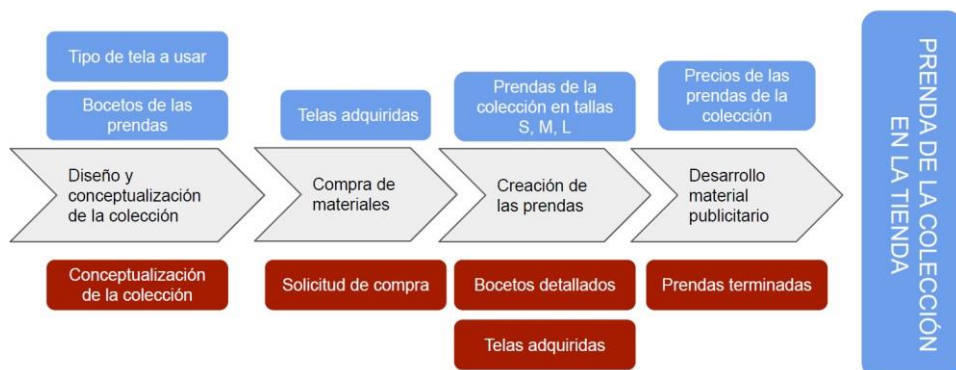 Tipo de tela a usar
Bocetos de las
prendas
Telas adquiridas
Prendas de la
colección en tallas
S, M, L
Precios de las
prendas de la
colección
Diseño y
conceptualización
de la colección
Compra de
materiales
Creación de
las prendas
Desarrollo
material
publicitario
Conceptualización
de la colección
Solicitud de compra
Bocetos detallados
Prendas terminadas
Telas adquiridas
PRENDA DE LA COLECCIÓN
EN LA TIENDA